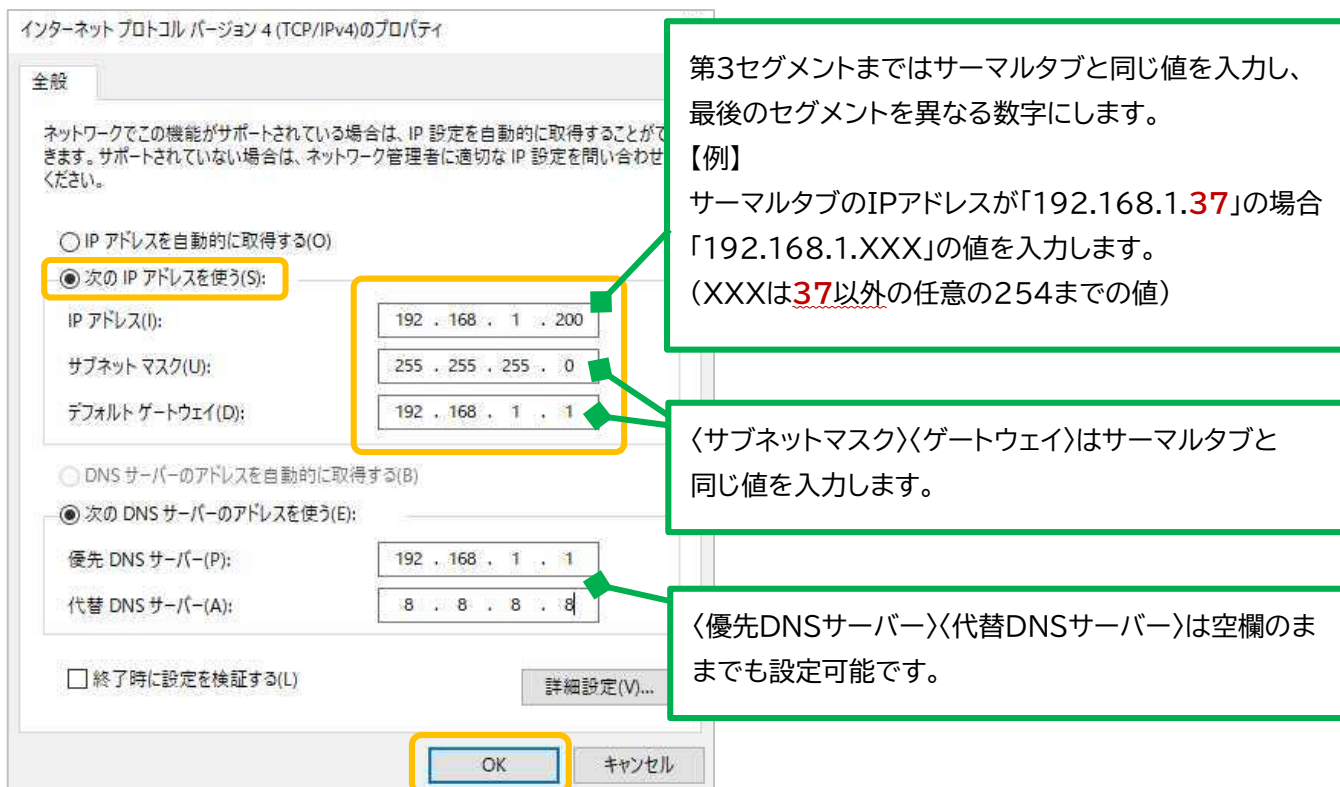 インターネット プロトコル バージョン 4 (TCP/IPv4)のプロパティ
全般
ネットワークでこの機能がサポートされている場合は、IP 設定を自動的に取得することがで
きます。サポートされていない場合は、ネットワーク管理者に適切な IP 設定を問い合わせ
ください。
IP アドレスを自動的に取得する(O)
次の IP アドレスを使う(S):
IP アドレス(I):
192 . 168 . 1 . 200
サブネット マスク(U):
255 . 255 . 255 . 0
デフォルト ゲートウェイ(D):
192 . 168 . 1 . 1
DNS サーバーのアドレスを自動的に取得する(B)
次の DNS サーバーのアドレスを使う(E):
優先 DNS サーバー(P):
192 . 168 . 1 . 1
代替 DNS サーバー(A):
8 . 8 . 8 . 8
終了時に設定を検証する(L)
詳細設定(V)...
OK
キャンセル
第3セグメントまではサーマルタブと同じ値を入力し、
最後のセグメントを異なる数字にします。
【例】
サーマルタブのIPアドレスが「192.168.1.37」の場合
「192.168.1.XXX」の値を入力します。
(XXXは37以外の任意の254までの値)
〈サブネットマスク〉〈ゲートウェイ〉はサーマルタブと
同じ値を入力します。
〈優先DNSサーバー〉〈代替DNSサーバー〉は空欄のま
までも設定可能です。